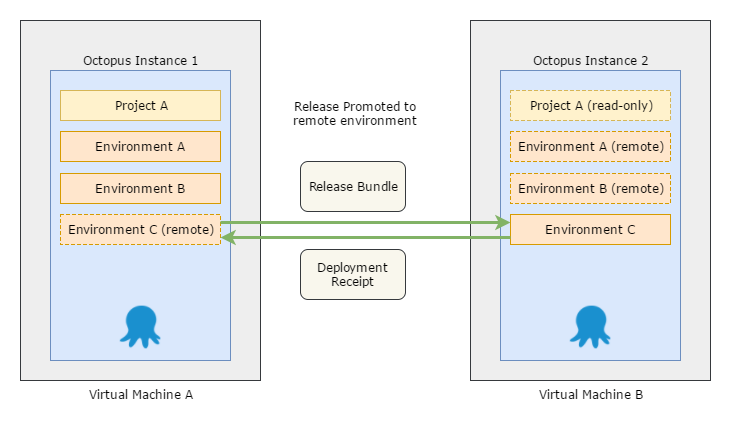 Octopus Instance 1
Project A
Environment A
Environment B
Environment C (remote)
Virtual Machine A
Release Promoted to
remote environment
Release Bundle
Deployment
Receipt
Octopus Instance 2
Project A (read-only)
Environment A (remote)
Environment B (remote)
Environment C
Virtual Machine B